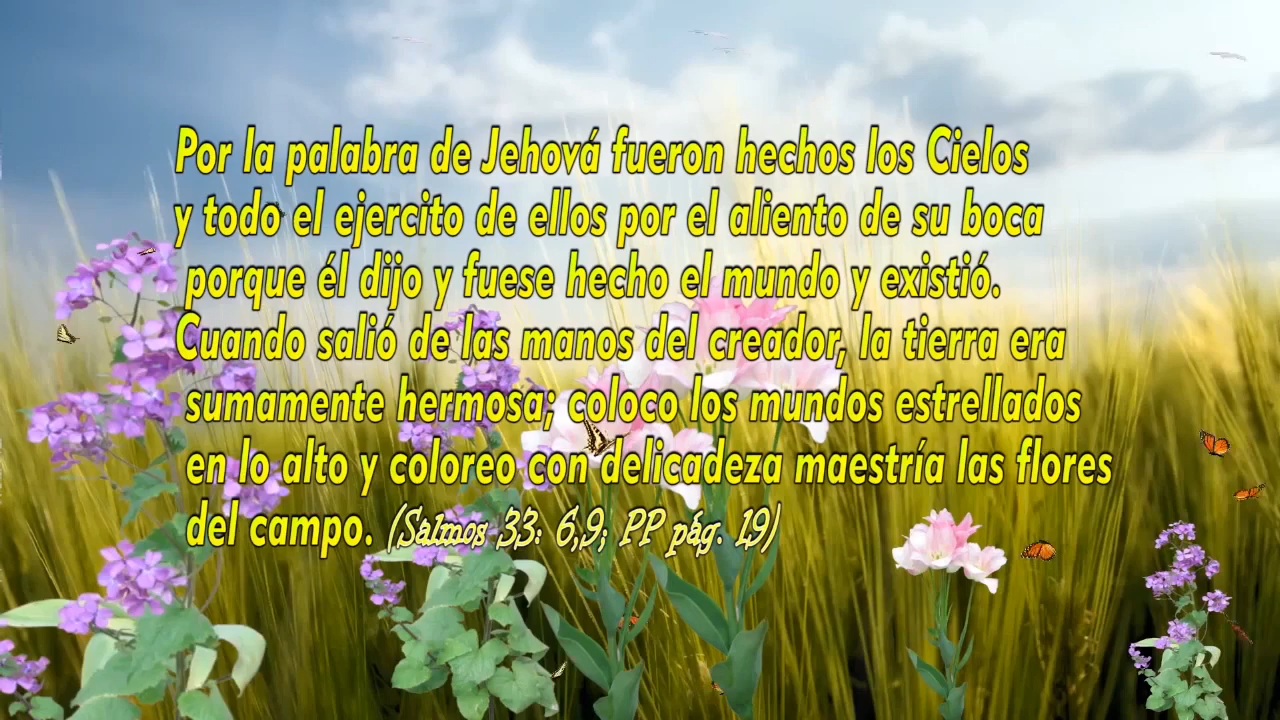 Por la palabra de Jehová fueron hechos los Cielos
y todo el ejercito de ellos por el aliento de su boca
porque él dijo y fuese hecho el mundo y existió.
Cuando salió de las manos del creador, la tierra era
sumamente hermosa; coloco los mundos estrellados
en lo alto y coloreo con delicadeza maestría las flores
del campo. (Salmos 33: 6,9; PP pág. 19)